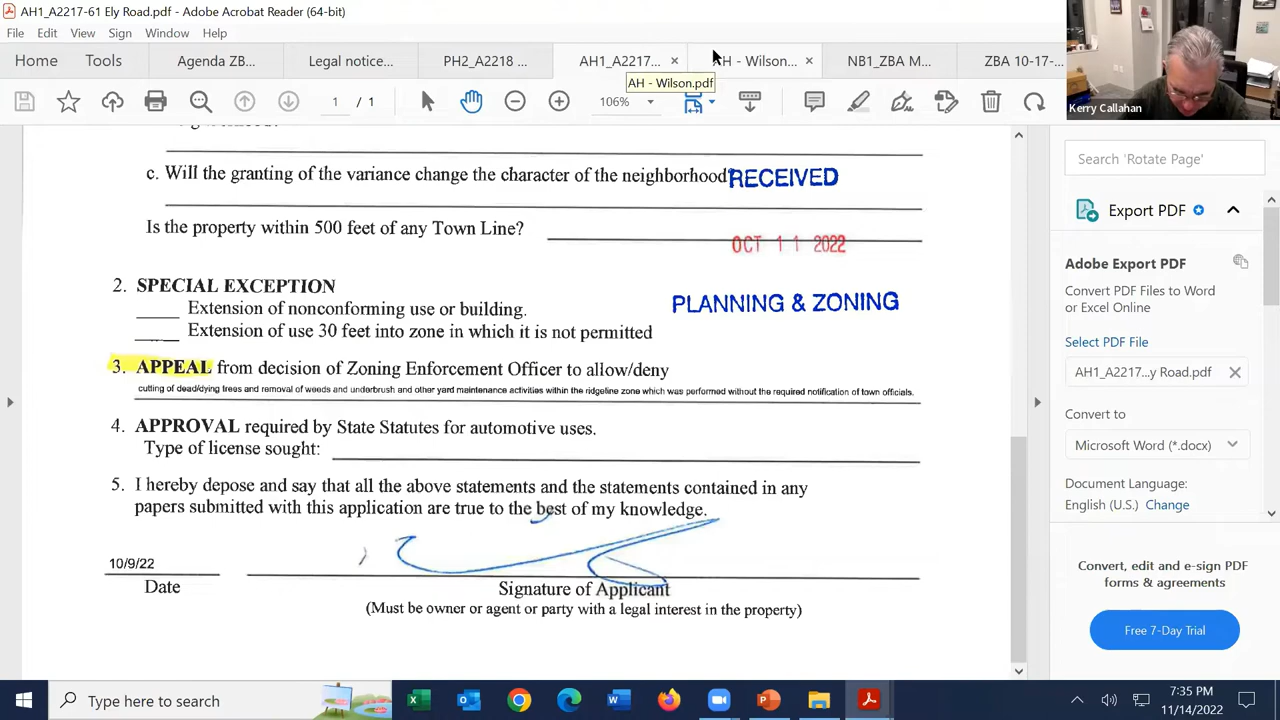 AH1_A2217-61 Ely Road.pdf - Adobe Acrobat Reader (64-bit)
File Edit View Sign Window Help
Home Tools Agenda ZB... Legal notice... PH2_A2218 ... AH1_A2217... × AH - Wilson... × NB1_ZBA M... ZBA 10-17-...
AH - Wilson.pdf
1 / 1 106%
Kerry Callahan
c. Will the granting of the variance change the character of the neighborhood?
RECEIVED
Is the property within 500 feet of any Town Line?
OCT 11 2022
2. SPECIAL EXCEPTION
Extension of nonconforming use or building.
PLANNING & ZONING
Extension of use 30 feet into zone in which it is not permitted
3. APPEAL from decision of Zoning Enforcement Officer to allow/deny
cutting of dead/dying trees and removal of weeds and underbrush and other yard maintenance activities within the ridgeline zone which was performed without the required notification of town officials.
4. APPROVAL required by State Statutes for automotive uses.
Type of license sought:
5. I hereby depose and say that all the above statements and the statements contained in any
papers submitted with this application are true to the best of my knowledge.
10/9/22
Date
Signature of Applicant
(Must be owner or agent or party with a legal interest in the property)
Search 'Rotate Page'
Export PDF
Adobe Export PDF
Convert PDF Files to Word
or Excel Online
Select PDF File
AH1_A2217...y Road.pdf
Convert to
Microsoft Word (*.docx)
Document Language:
English (U.S.) Change
Convert, edit and e-sign PDF
forms & agreements
Free 7-Day Trial
Type here to search
7:35 PM
11/14/2022